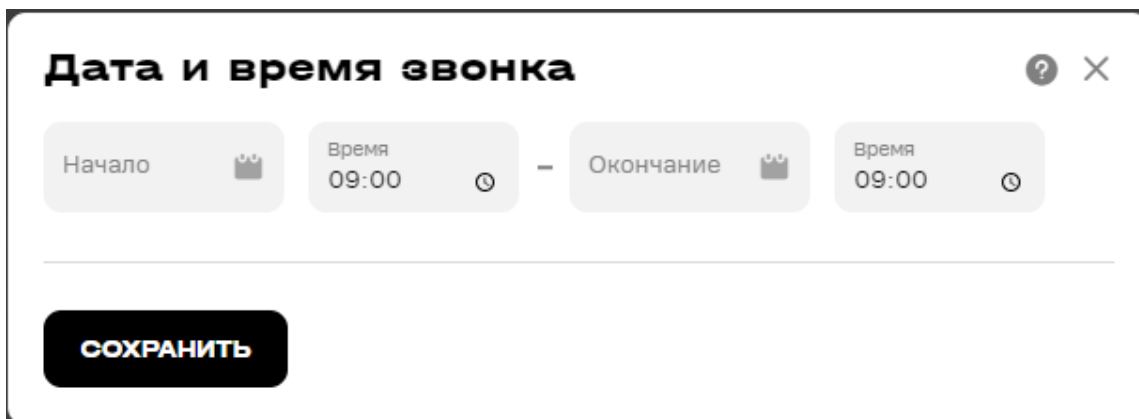 Дата и время звонка
?
Начало
Время
09:00
–
Окончание
Время
09:00
СОХРАНИТЬ